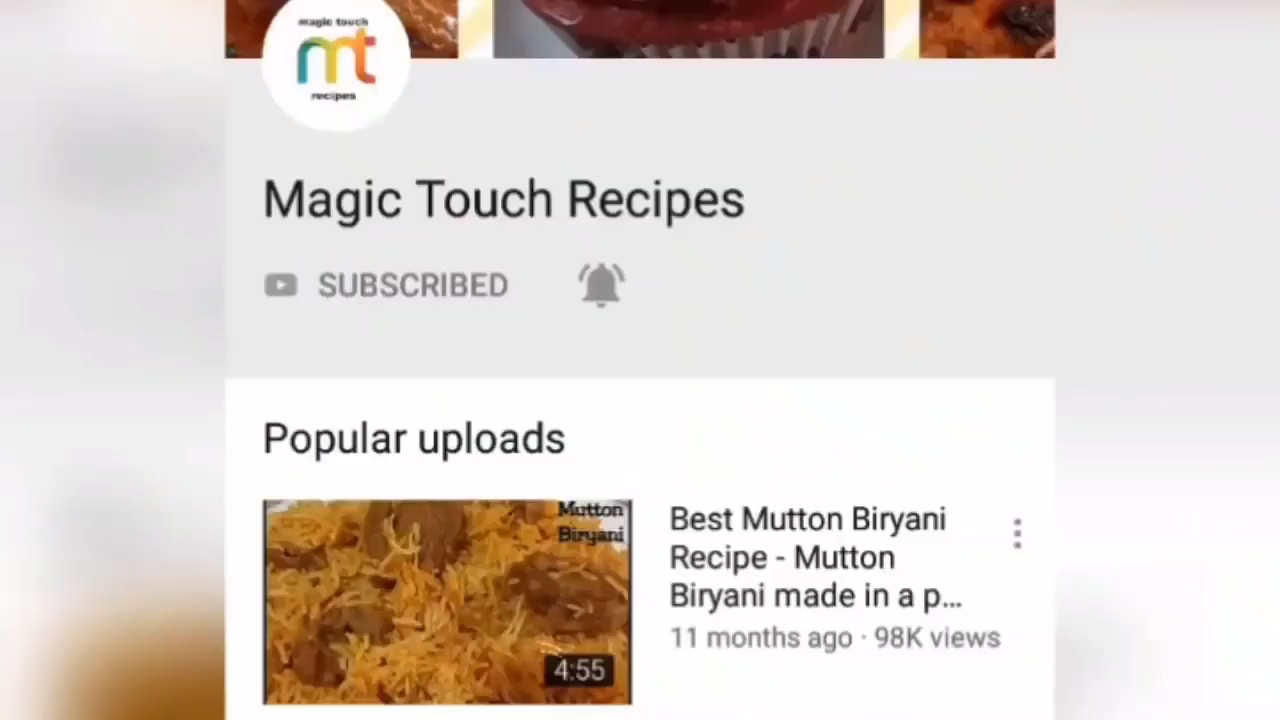 magic touch
mt
recipes
Magic Touch Recipes
SUBSCRIBED
Popular uploads
Mutton
Biryani
4:55
Best Mutton Biryani
Recipe - Mutton
Biryani made in a p...
11 months ago · 98K views